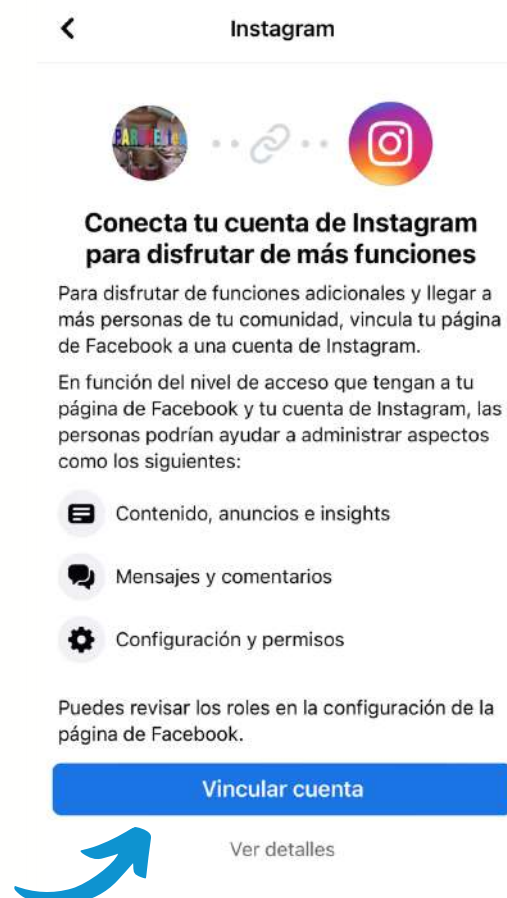 Instagram
Conecta tu cuenta de Instagram
para disfrutar de más funciones
Para disfrutar de funciones adicionales y llegar a
más personas de tu comunidad, vincula tu página
de Facebook a una cuenta de Instagram.
En función del nivel de acceso que tengan a tu
página de Facebook y tu cuenta de Instagram, las
personas podrían ayudar a administrar aspectos
como los siguientes:
Contenido, anuncios e insights
Mensajes y comentarios
Configuración y permisos
Puedes revisar los roles en la configuración de la
página de Facebook.
Vincular cuenta
Ver detalles